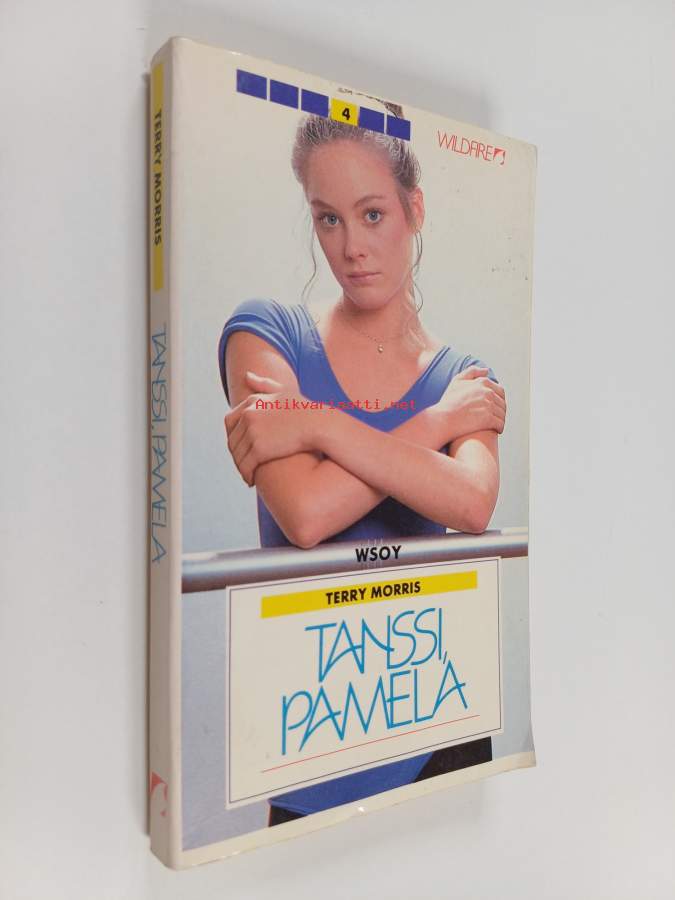 TERRY MORRIS
TANSSI, PAMELA
4
WILDFIRE
Antikvariaatti.net
WSOY
TERRY MORRIS
TANSSI,
PAMELA